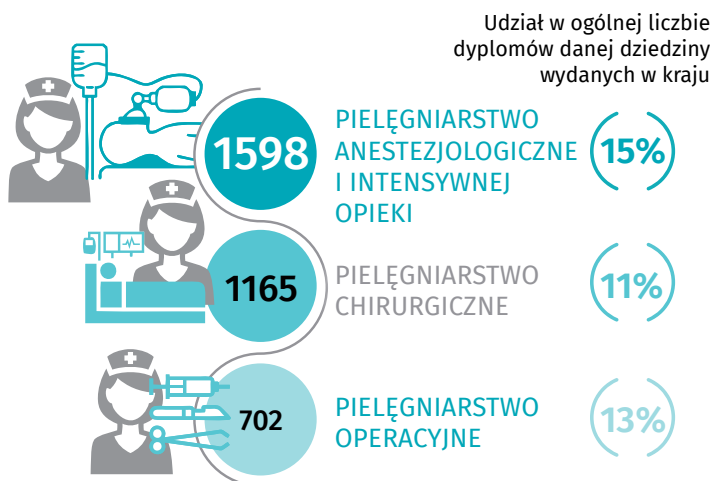 Udział w ogólnej liczbie
dyplomów danej dziedziny
wydanych w kraju
1598
PIELĘGNIARSTWO
ANESTEZJOLOGICZNE
I INTENSYWNEJ
OPIEKI
15%
1165
PIELĘGNIARSTWO
CHIRURGICZNE
11%
702
PIELĘGNIARSTWO
OPERACYJNE
13%